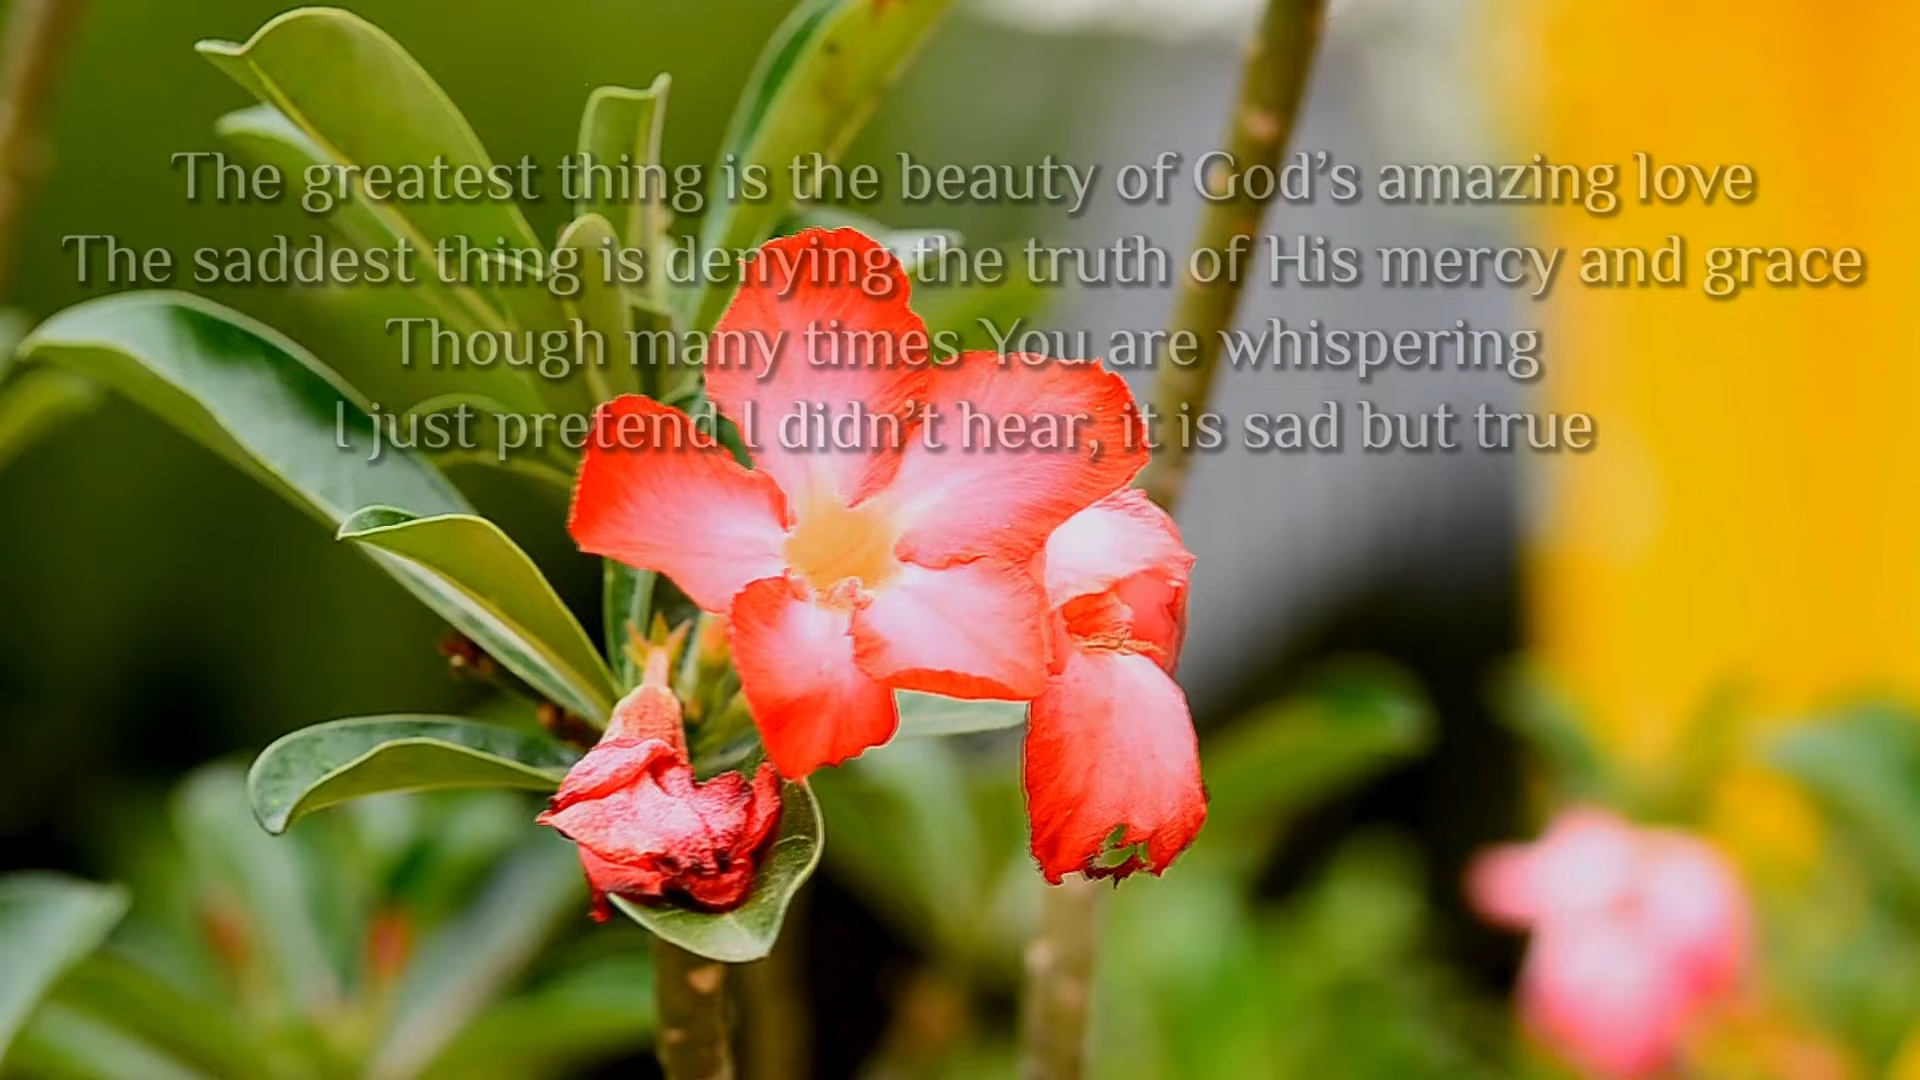 The greatest thing is the beauty of God’s amazing love
The saddest thing is denying the truth of His mercy and grace
Though many times You are whispering
I just pretend I didn’t hear, it is sad but true